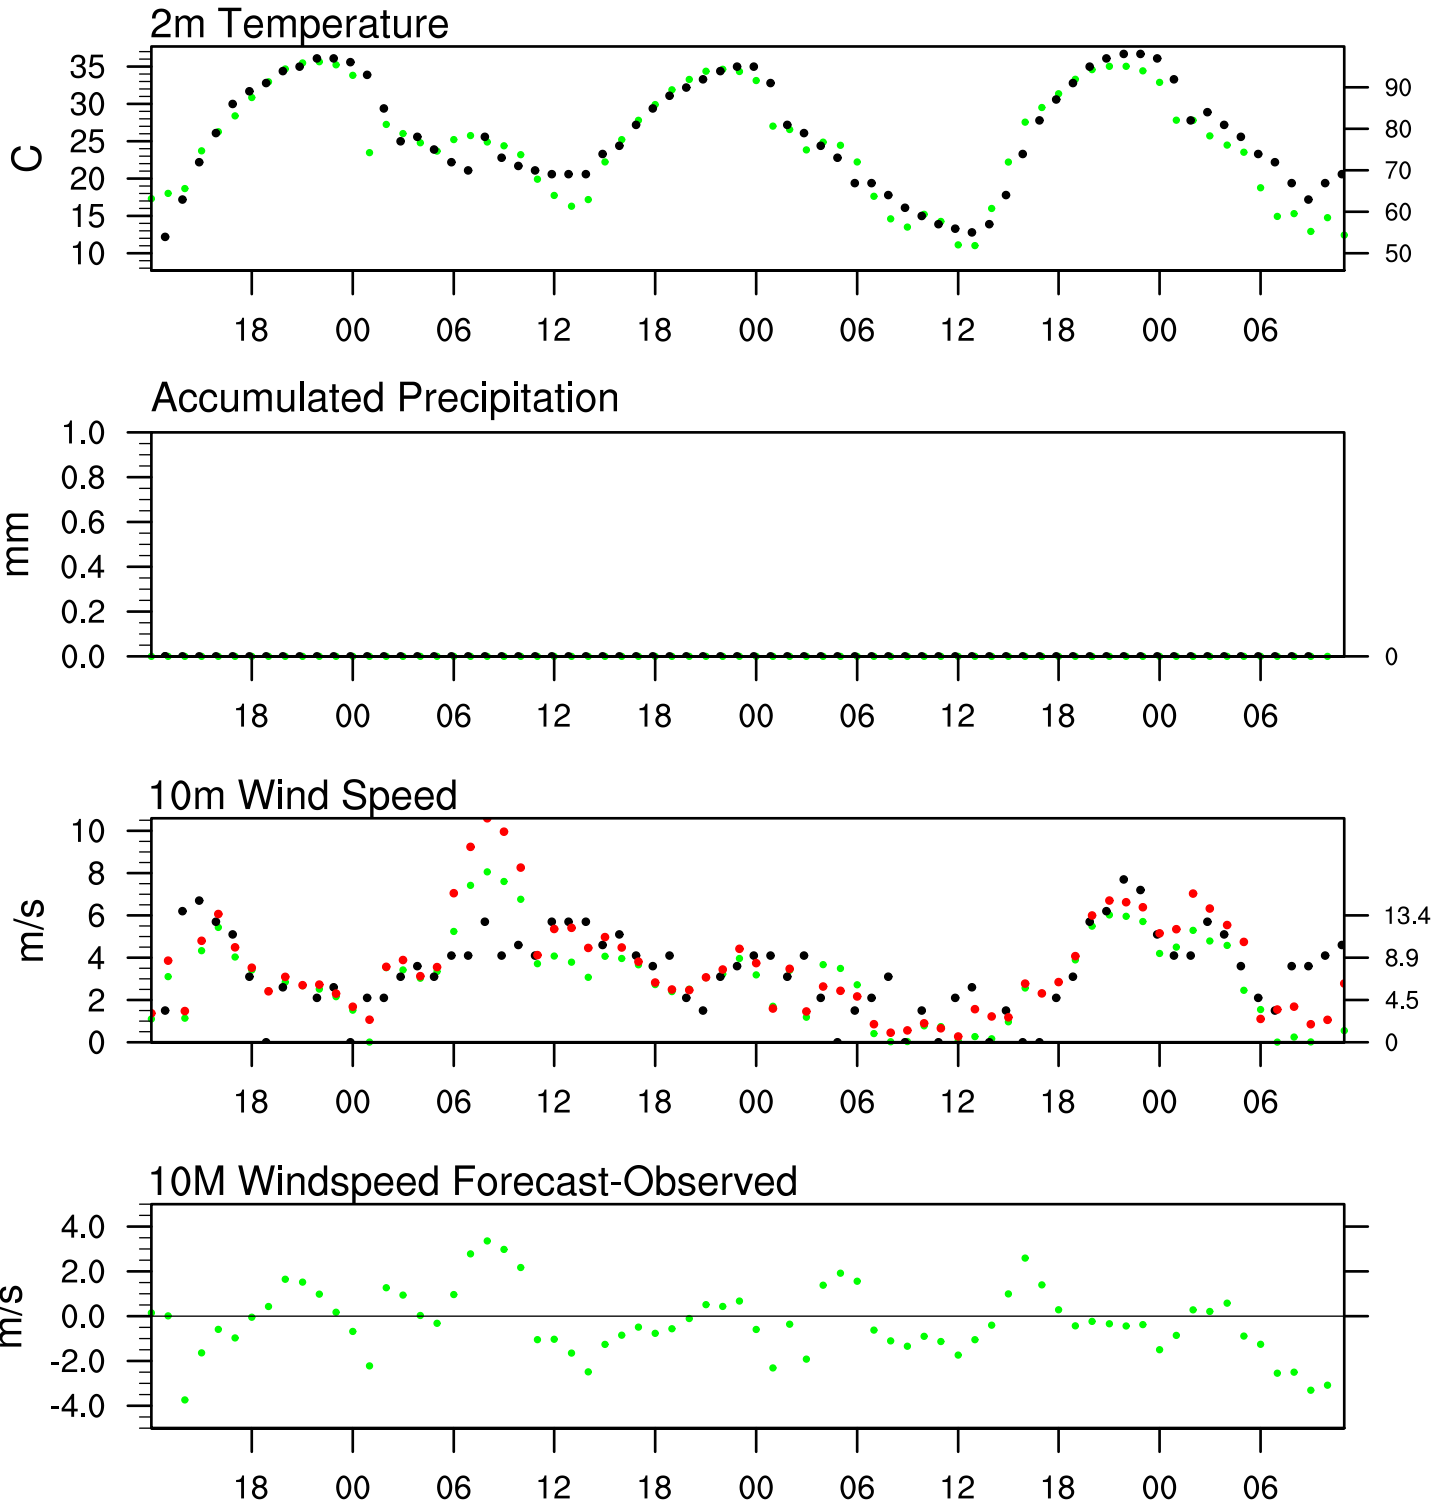 2m Temperature
35
30
25
20
15
10
C
90
80
70
60
50
18 00 06 12 18 00 06 12 18 00 06
Accumulated Precipitation
1.0
0.8
0.6
0.4
0.2
0.0
mm
0
18 00 06 12 18 00 06 12 18 00 06
10m Wind Speed
10
8
6
4
2
0
m/s
13.4
8.9
4.5
0
18 00 06 12 18 00 06 12 18 00 06
10M Windspeed Forecast-Observed
4.0
2.0
0.0
-2.0
-4.0
m/s
18 00 06 12 18 00 06 12 18 00 06